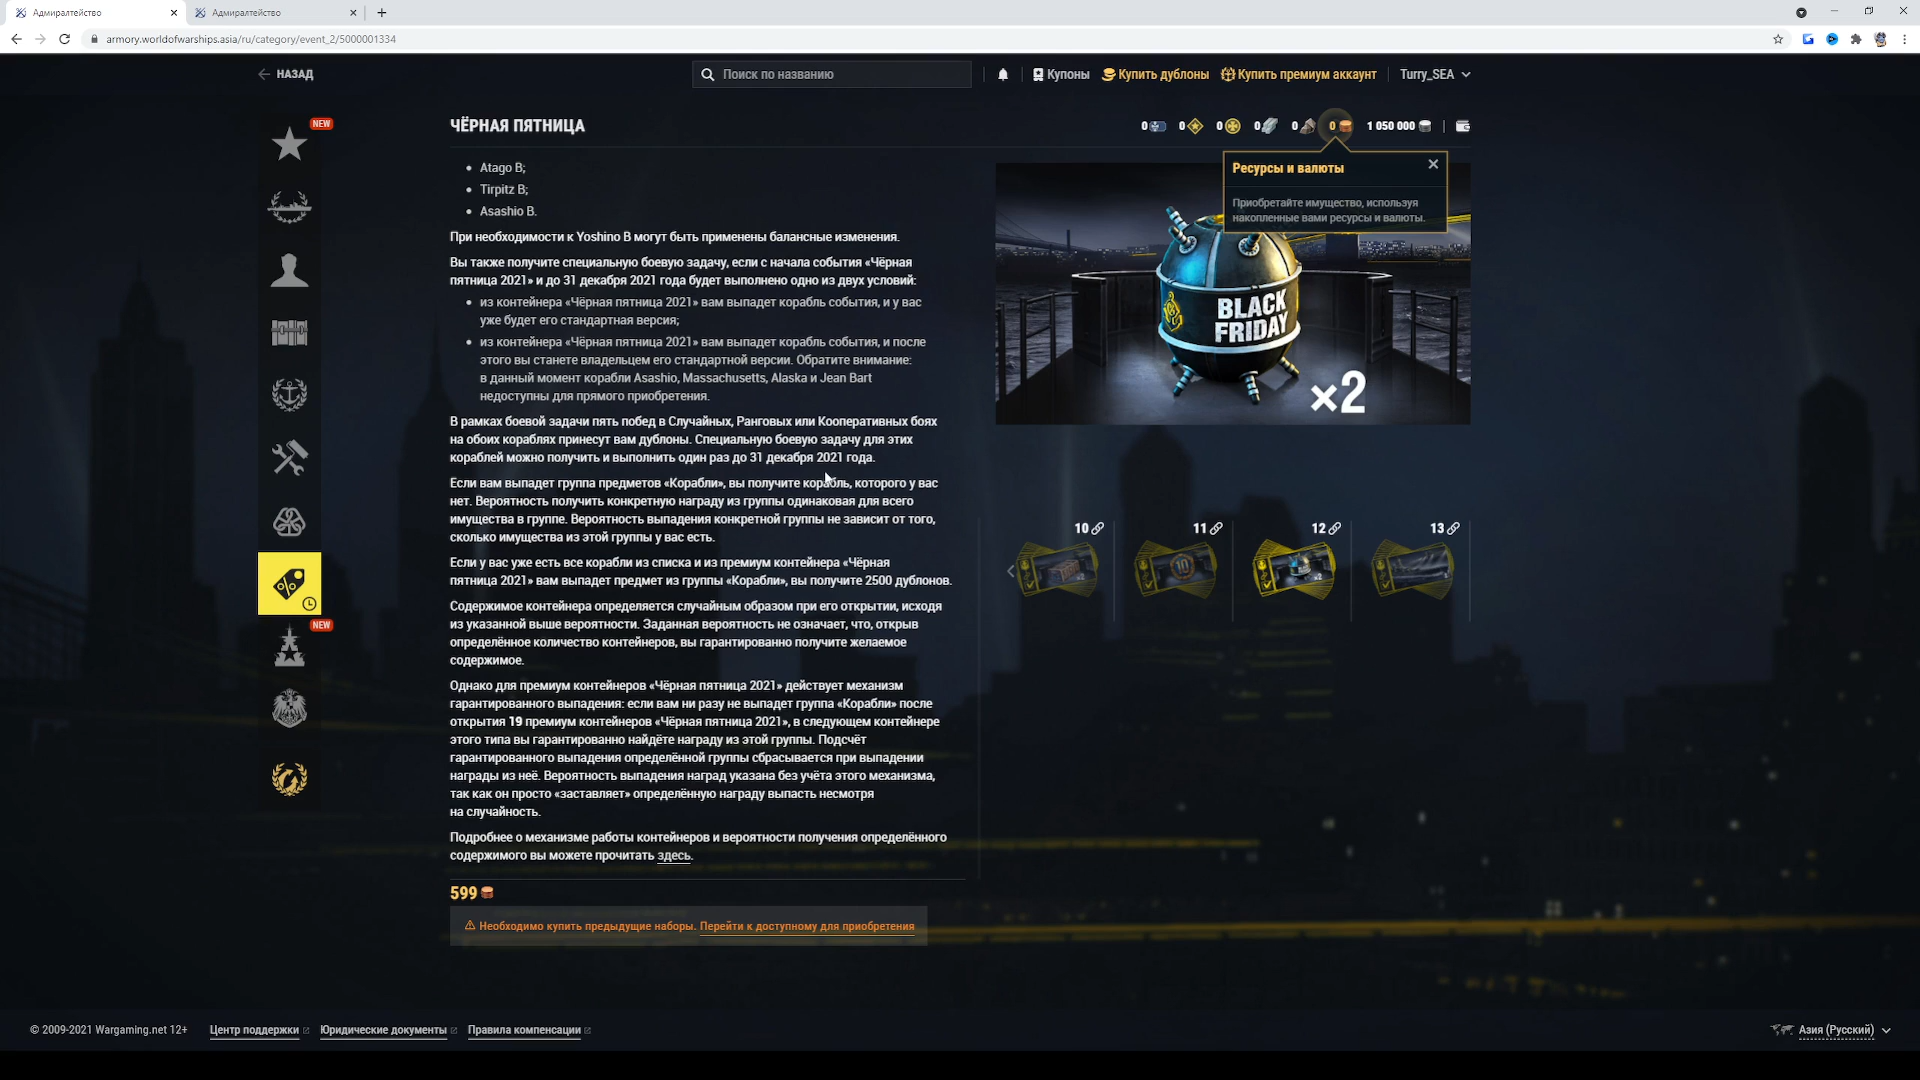 Адмиралтейство
Адмиралтейство
armory.worldofwarships.asia/ru/category/event_2/5000001334
НАЗАД
Поиск по названию
Купоны
Купить дублоны
Купить премиум аккаунт
Turry_SEA
ЧЁРНАЯ ПЯТНИЦА
0
0
0
0
0
0
1 050 000
NEW
Ресурсы и валюты
Приобретайте имущество, используя
накопленные вами ресурсы и валюты.
Atago B;
Tirpitz B;
Asashio B.
При необходимости к Yoshino B могут быть применены балансные изменения.
Вы также получите специальную боевую задачу, если с начала события «Чёрная
пятница 2021» и до 31 декабря 2021 года будет выполнено одно из двух условий:
из контейнера «Чёрная пятница 2021» вам выпадет корабль события, и у вас
уже будет его стандартная версия;
из контейнера «Чёрная пятница 2021» вам выпадет корабль события, и после
этого вы станете владельцем его стандартной версии. Обратите внимание:
в данный момент корабли Asashio, Massachusetts, Alaska и Jean Bart
недоступны для прямого приобретения.
BLACK
FRIDAY
×2
В рамках боевой задачи пять побед в Случайных, Ранговых или Кооперативных боях
на обоих кораблях принесут вам дублоны. Специальную боевую задачу для этих
кораблей можно получить и выполнить один раз до 31 декабря 2021 года.
Если вам выпадет группа предметов «Корабли», вы получите корабль, которого у вас
нет. Вероятность получить конкретную награду из группы одинаковая для всего
имущества в группе. Вероятность выпадения конкретной группы не зависит от того,
сколько имущества из этой группы у вас есть.
10
11
12
13
Если у вас уже есть все корабли из списка и из премиум контейнера «Чёрная
пятница 2021» вам выпадет предмет из группы «Корабли», вы получите 2500 дублонов.
Содержимое контейнера определяется случайным образом при его открытии, исходя
из указанной выше вероятности. Заданная вероятность не означает, что, открыв
определённое количество контейнеров, вы гарантированно получите желаемое
содержимое.
NEW
Однако для премиум контейнеров «Чёрная пятница 2021» действует механизм
гарантированного выпадения: если вам ни разу не выпадет группа «Корабли» после
открытия 19 премиум контейнеров «Чёрная пятница 2021», в следующем контейнере
этого типа вы гарантированно найдёте награду из этой группы. Подсчёт
гарантированного выпадения определённой группы сбрасывается при выпадении
награды из неё. Вероятность выпадения наград указана без учёта этого механизма,
так как он просто «заставляет» определённую награду выпасть несмотря
на случайность.
Подробнее о механизме работы контейнеров и вероятности получения определённого
содержимого вы можете прочитать здесь.
599
Необходимо купить предыдущие наборы. Перейти к доступному для приобретения
© 2009-2021 Wargaming.net 12+
Центр поддержки
Юридические документы
Правила компенсации
Азия (Русский)